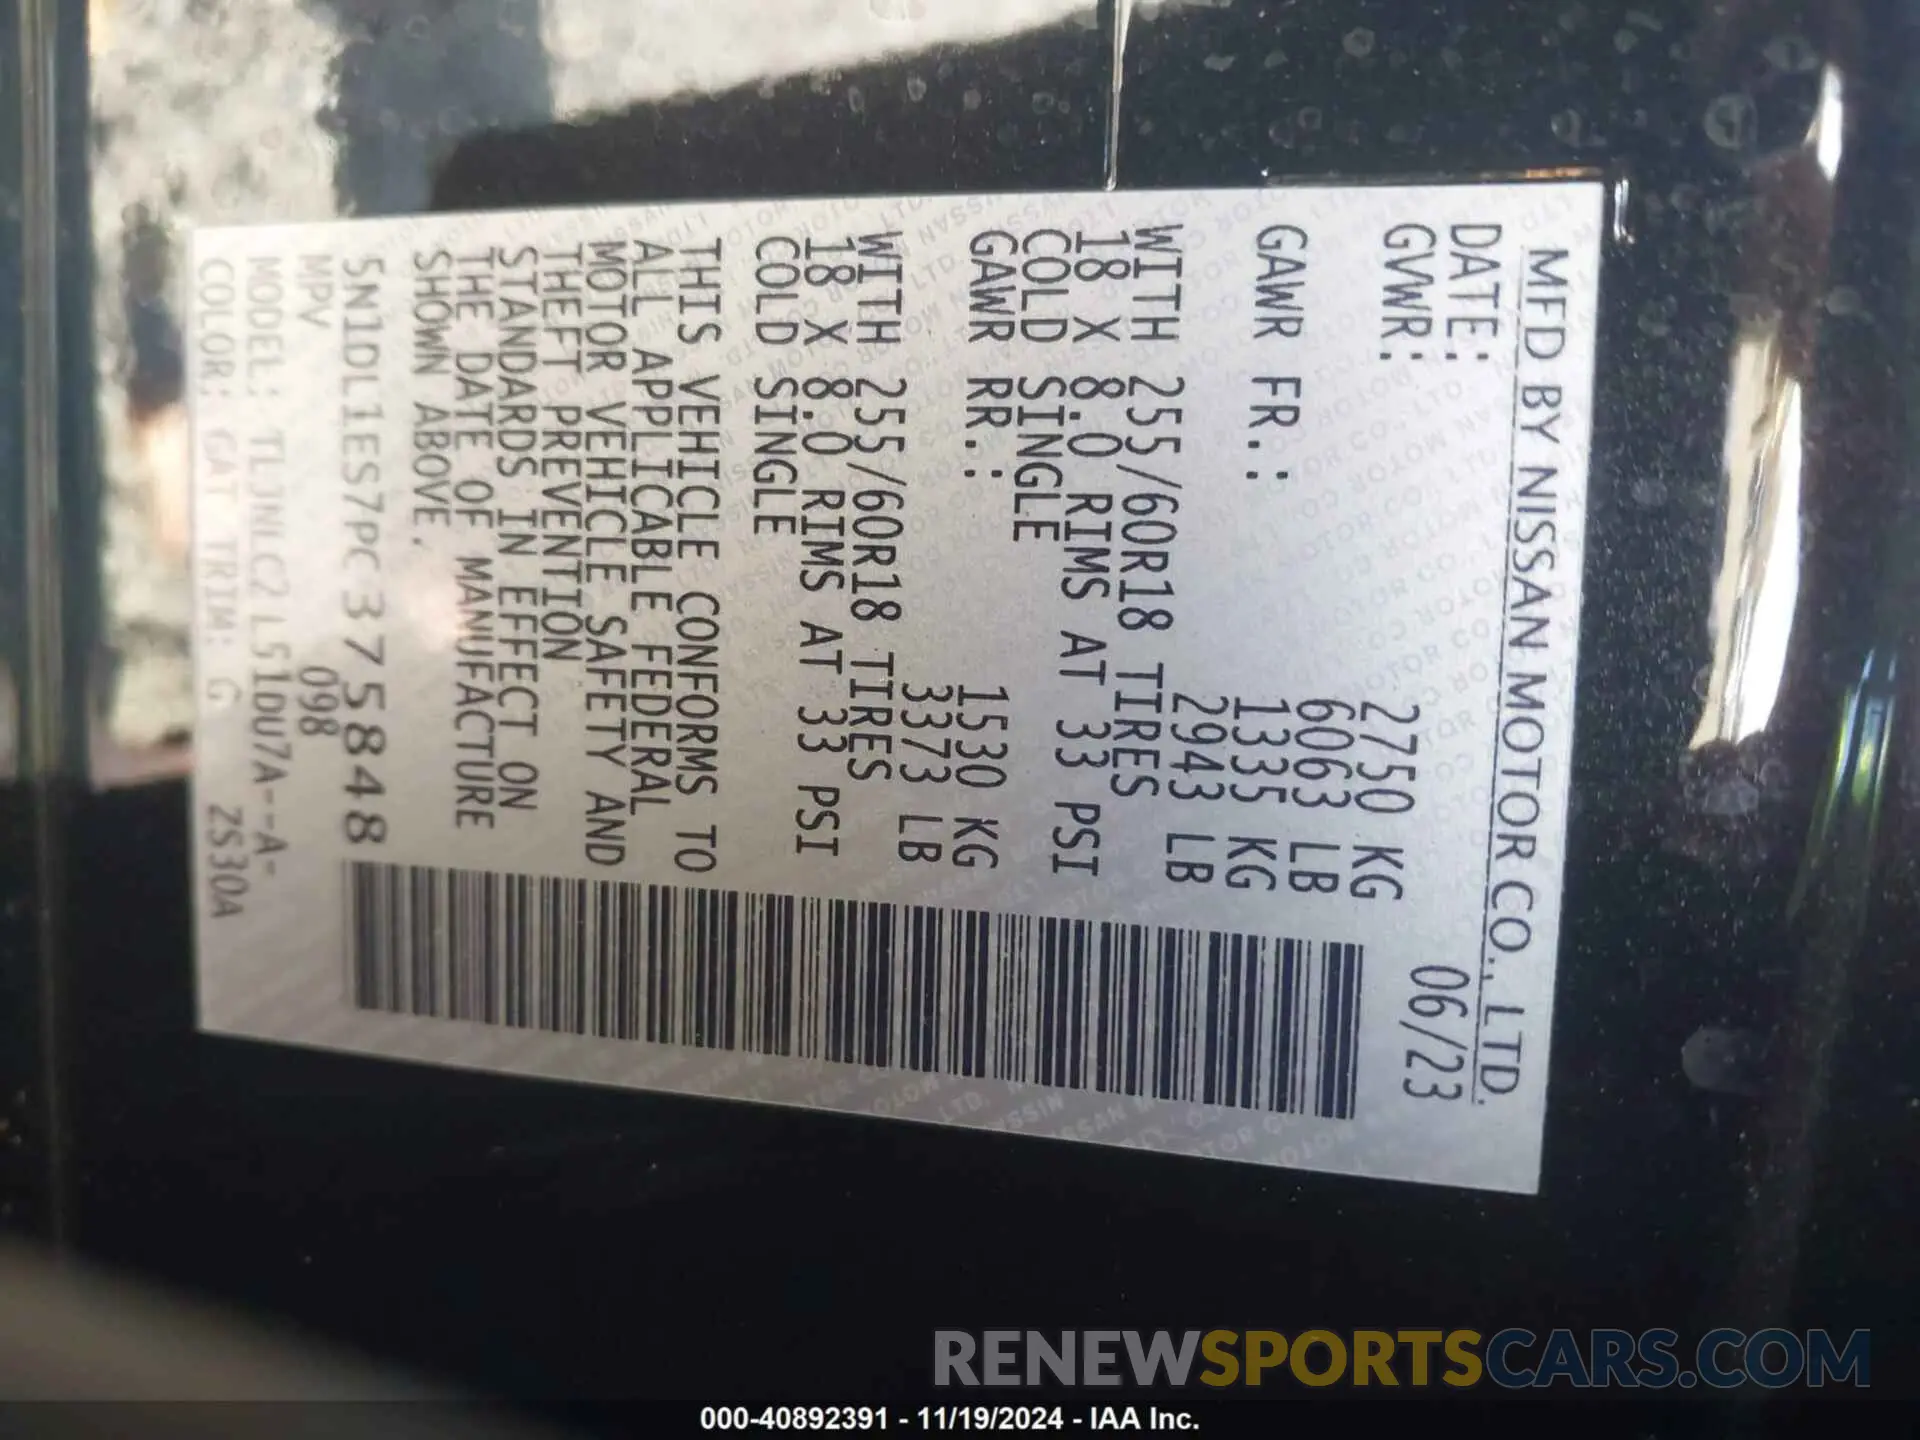 MFD BY NISSAN MOTOR CO., LTD.
DATE: 06/23
GVWR: 2750 KG
6063 LB
GAWR FR.: 1335 KG
2943 LB
WITH 255/60R18 TIRES
18 X 8.0 RIMS AT 33 PSI
COLD SINGLE
GAWR RR.: 1530 KG
3373 LB
WITH 255/60R18 TIRES
18 X 8.0 RIMS AT 33 PSI
COLD SINGLE
THIS VEHICLE CONFORMS TO
ALL APPLICABLE FEDERAL
MOTOR VEHICLE SAFETY AND
THEFT PREVENTION
STANDARDS IN EFFECT ON
THE DATE OF MANUFACTURE
SHOWN ABOVE.
5N1DL1ES7PC375848
MPV 098
MODEL: TLJNLC2L51DU7A--A-
COLOR: GAT TRIM: G 2S30A
RENEWSPORTSCARS.COM
000-40892391 - 11/19/2024 - IAA Inc.